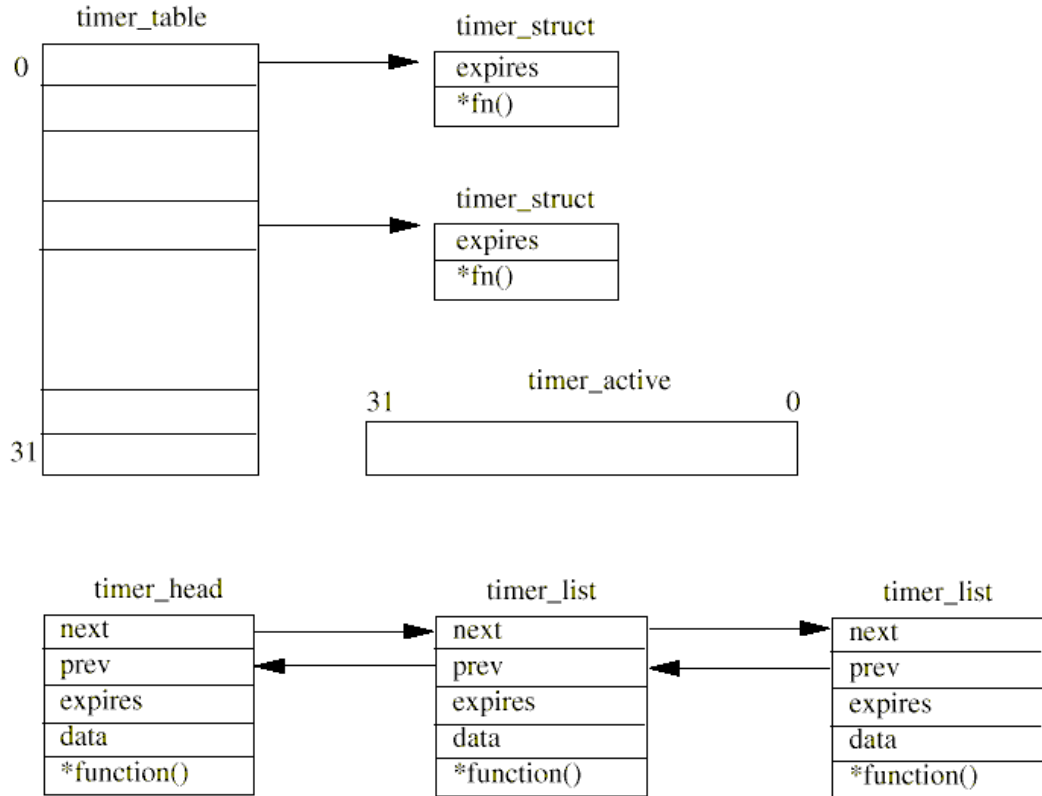 timer_table
0
31
timer_struct
expires
*fn()
timer_struct
expires
*fn()
timer_active
31 0
timer_head
next
prev
expires
data
*function()
timer_list
next
prev
expires
data
*function()
timer_list
next
prev
expires
data
*function()